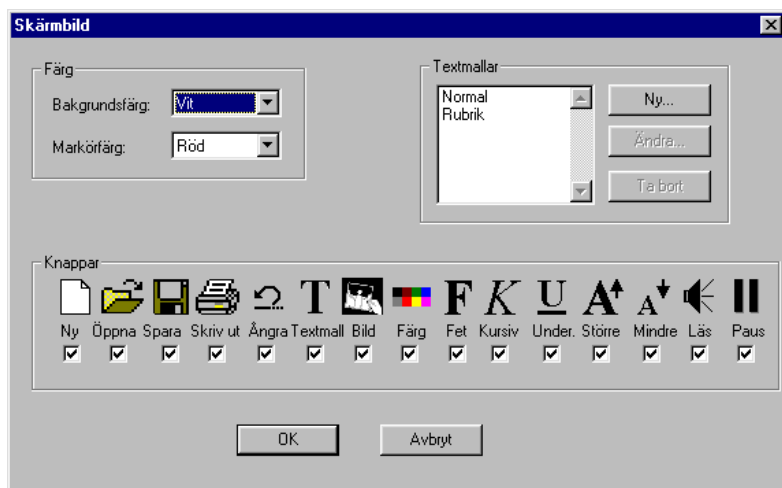 Skärmbild
Färg
Bakgrundsfärg: Vit
Markörfärg: Röd
Textmallar
Normal
Rubrik
Ny...
Ändra...
Ta bort
Knappar
T F K U A A
Ny Öppna Spara Skriv ut Ångra Textmall Bild Färg Fet Kursiv Under. Större Mindre Läs Paus
OK Avbryt